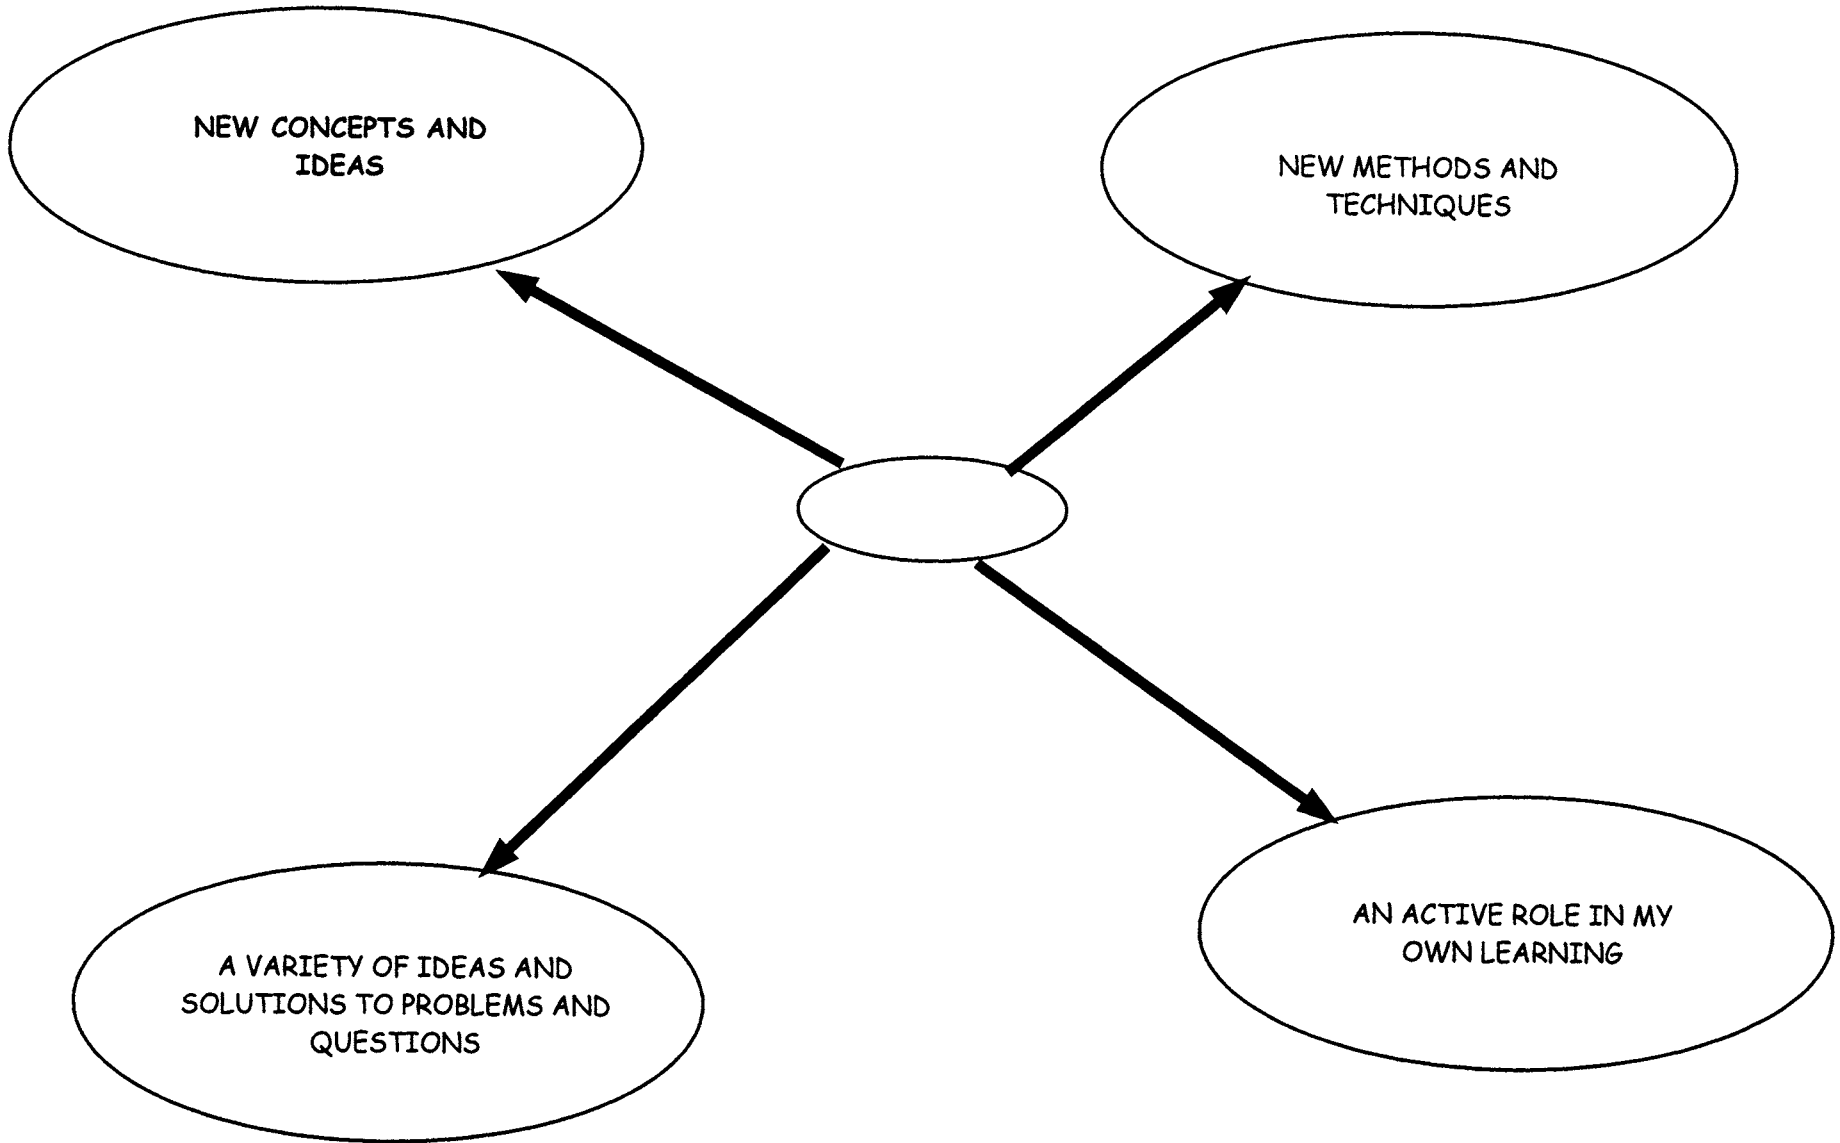 NEW CONCEPTS AND
IDEAS
NEW METHODS AND
TECHNIQUES
A VARIETY OF IDEAS AND
SOLUTIONS TO PROBLEMS AND
QUESTIONS
AN ACTIVE ROLE IN MY
OWN LEARNING